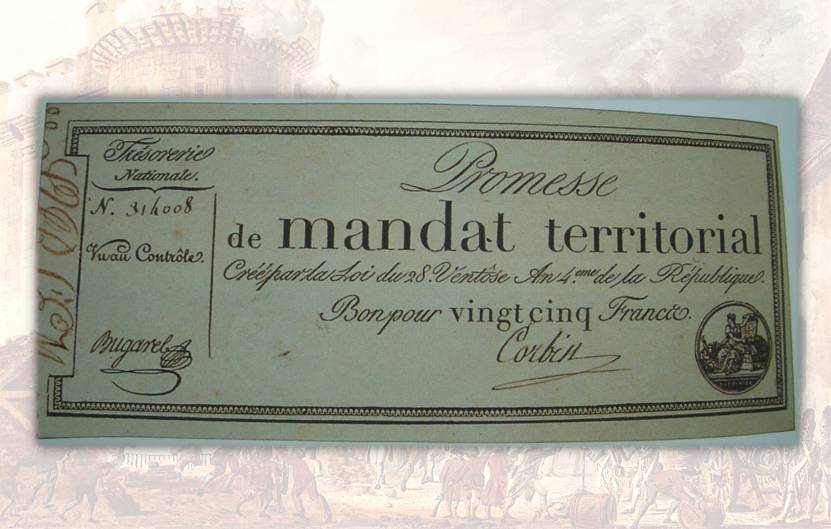 Trésorerie
Nationale.
N. 314008
Vu au Contrôle.
Bugarel
Promesse
de mandat territorial
Créé par la Loi du 28. Ventôse An 4.eme de la République.
Bon pour vingt cinq Francs.
Corbin